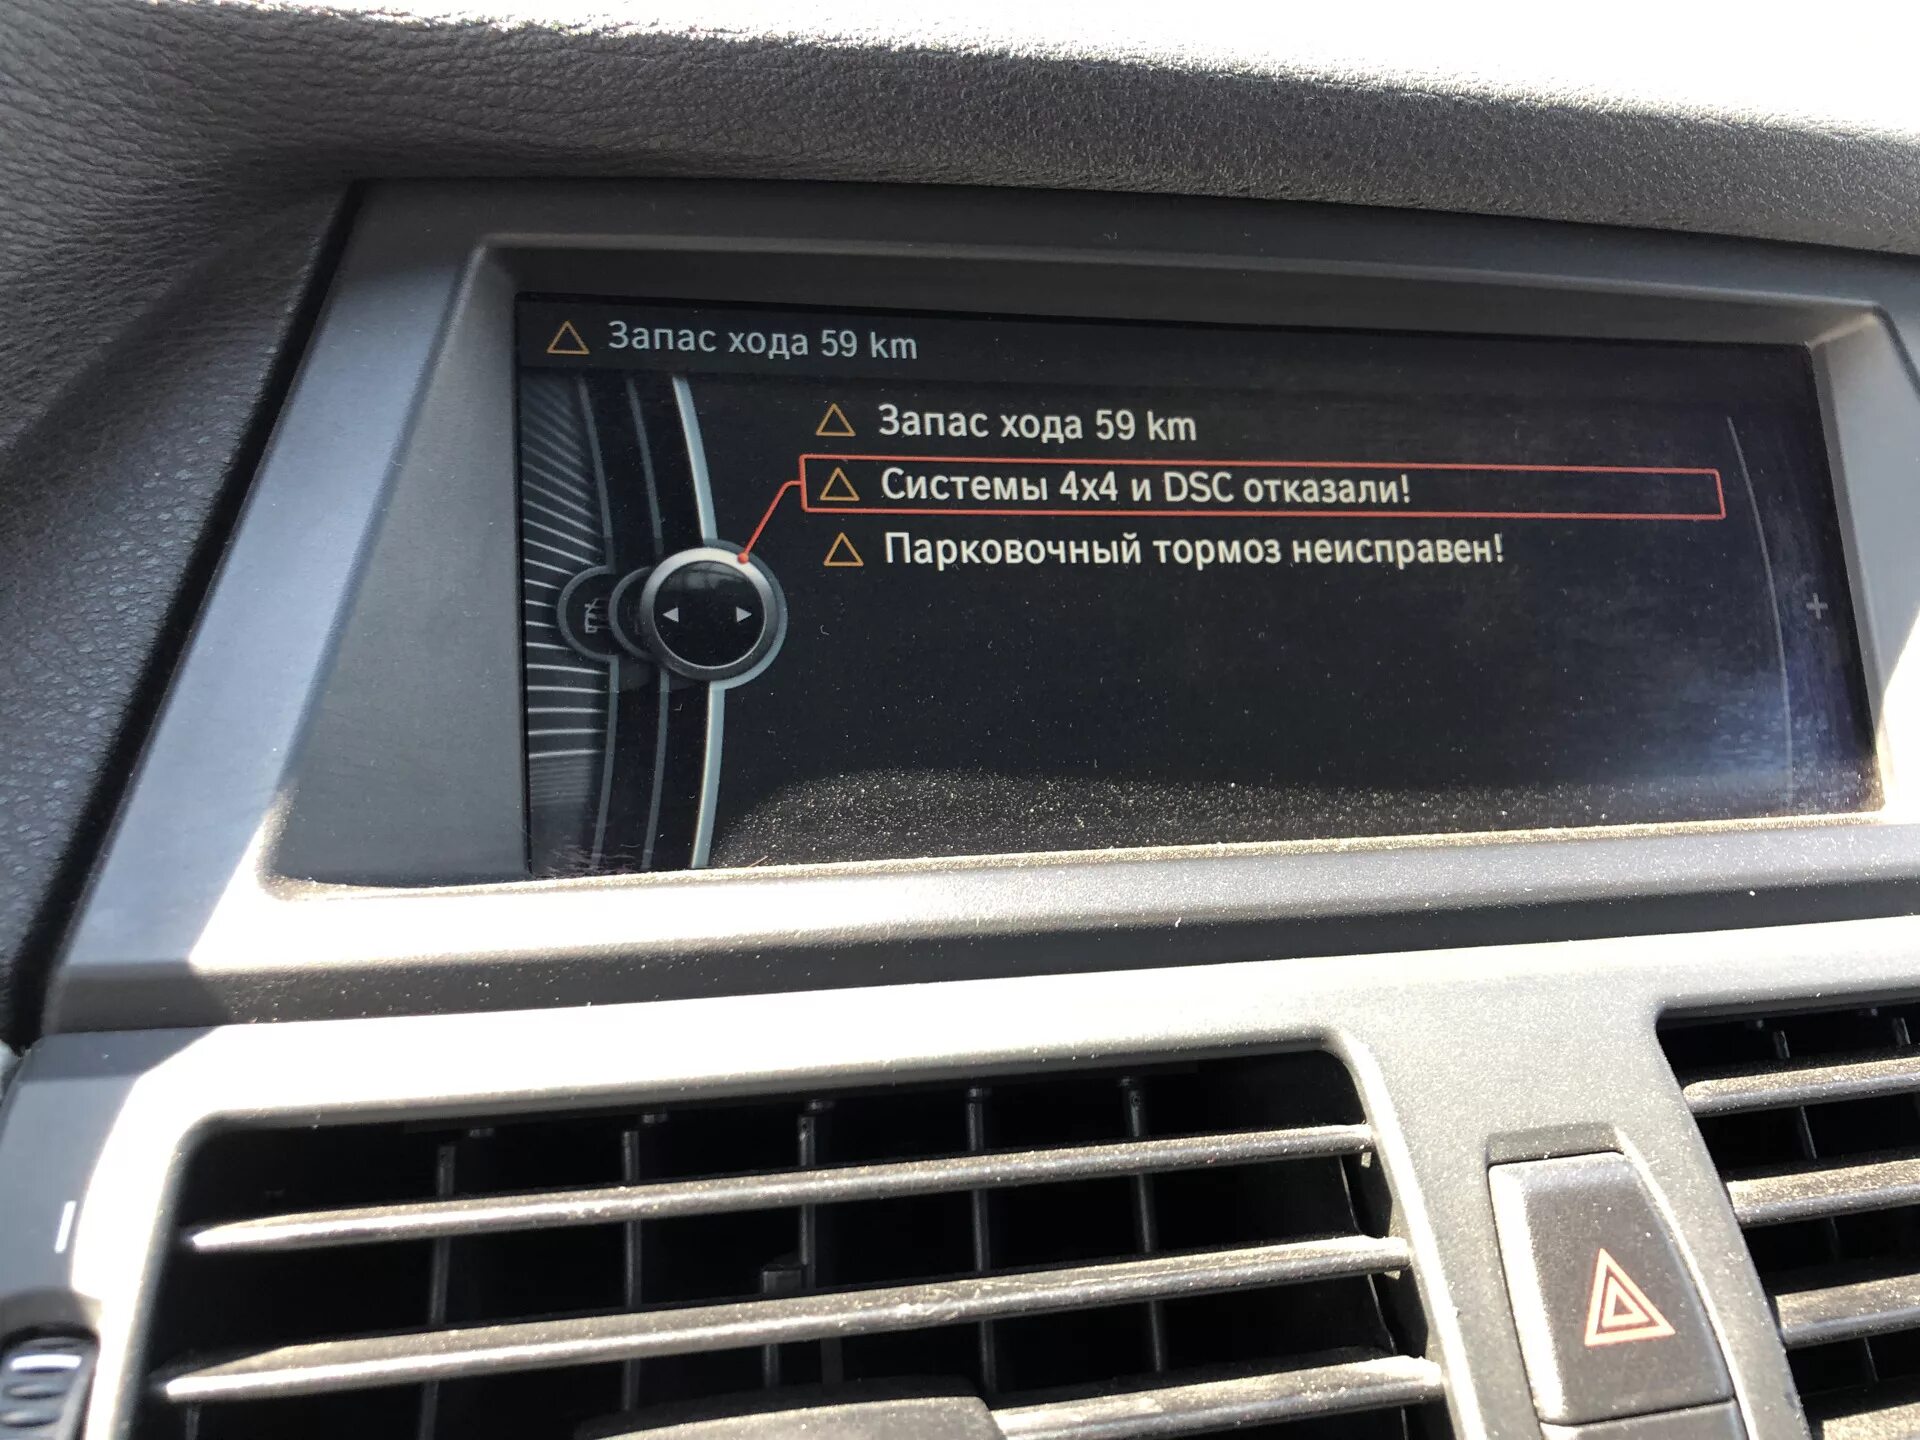 Запас хода 59 km
Запас хода 59 km
Системы 4x4 и DSC отказали!
Парковочный тормоз неисправен!